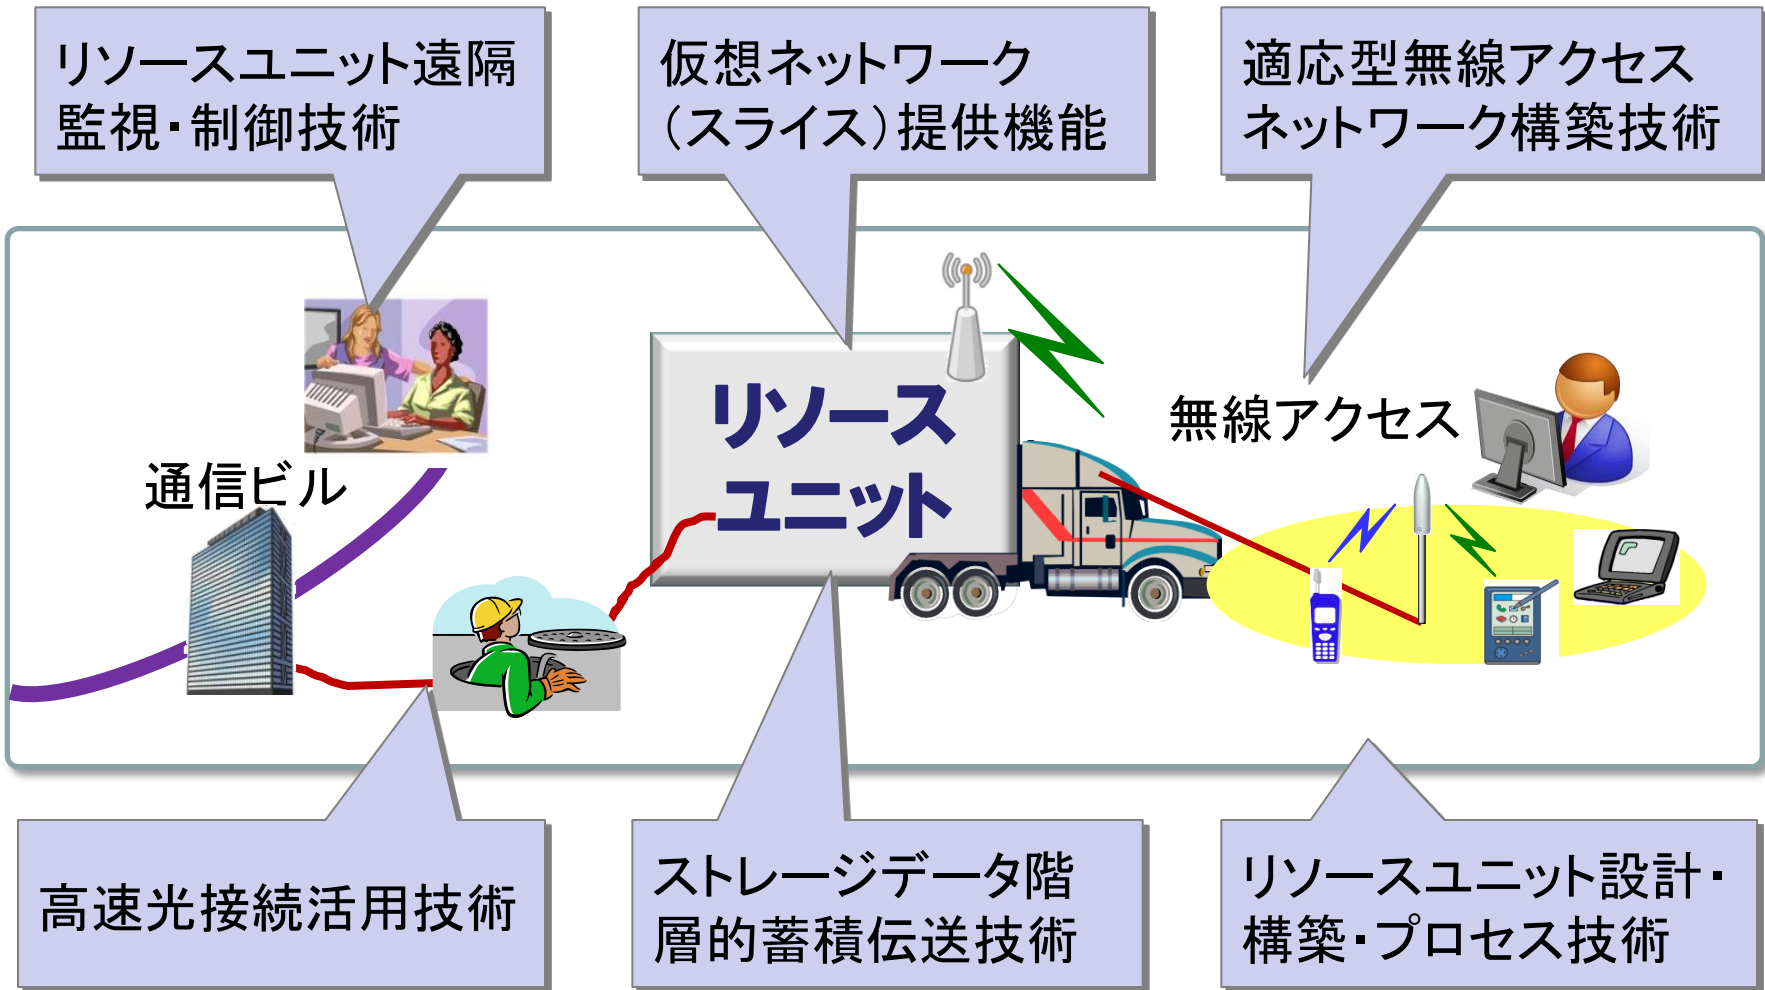 リソースユニット遠隔
監視・制御技術
仮想ネットワーク
（スライス）提供機能
適応型無線アクセス
ネットワーク構築技術
リソース
ユニット
無線アクセス
通信ビル
高速光接続活用技術
ストレージデータ階
層的蓄積伝送技術
リソースユニット設計・
構築・プロセス技術